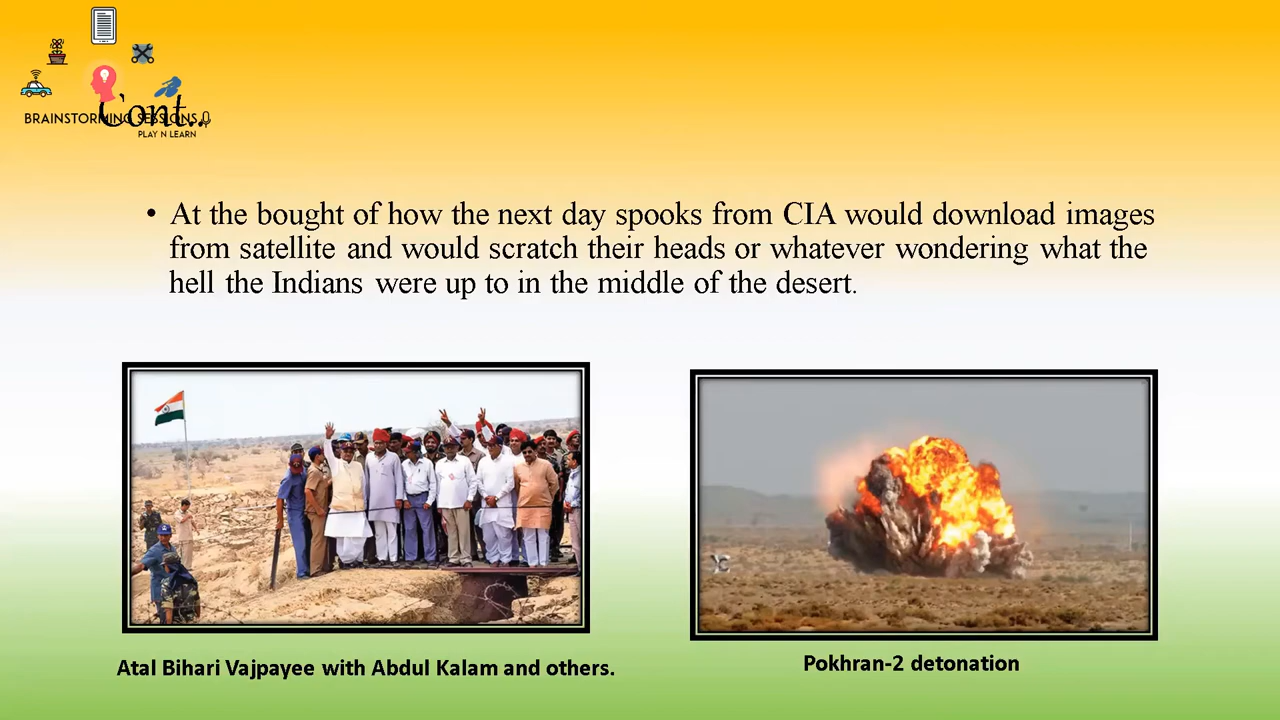 Cont..
BRAINSTORMING SESSIONS
PLAY N LEARN
• At the bought of how the next day spooks from CIA would download images
from satellite and would scratch their heads or whatever wondering what the
hell the Indians were up to in the middle of the desert.
Atal Bihari Vajpayee with Abdul Kalam and others.
Pokhran-2 detonation